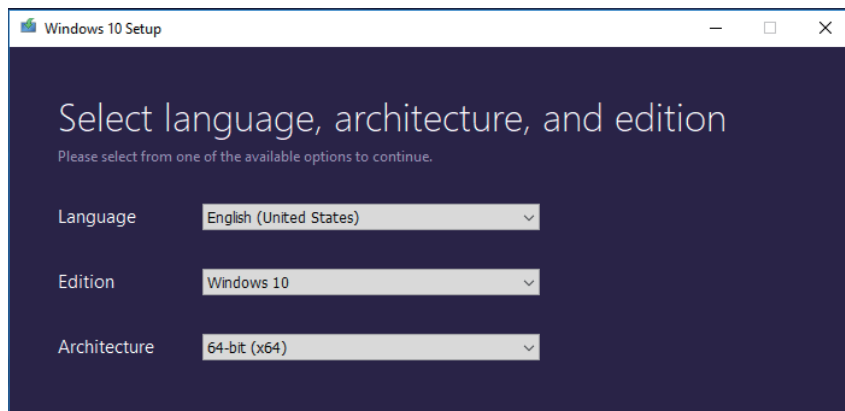 Windows 10 Setup
Select language, architecture, and edition
Please select from one of the available options to continue.
Language English (United States)
Edition Windows 10
Architecture 64-bit (x64)